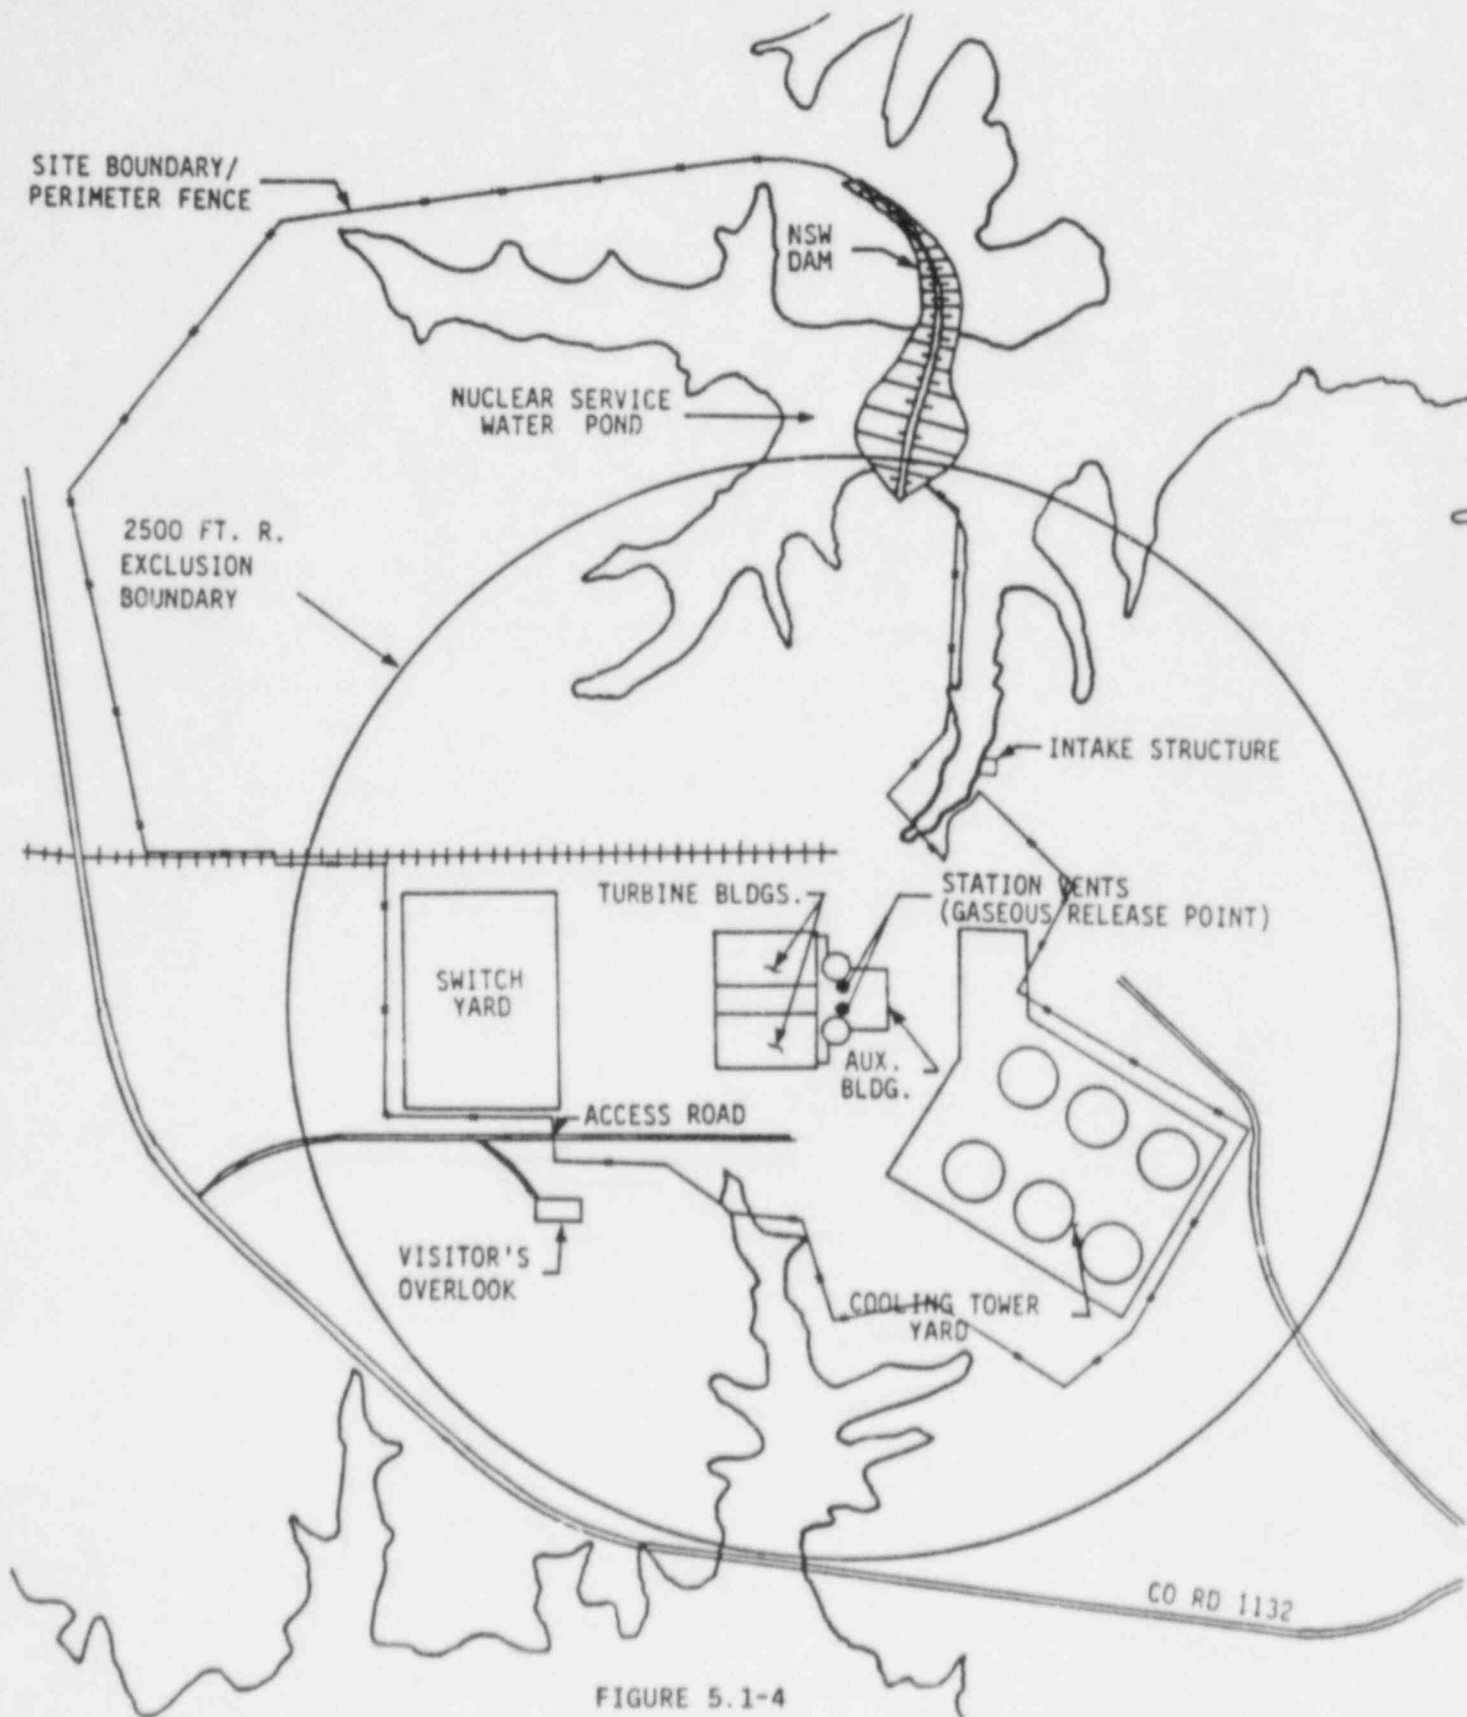 SITE BOUNDARY/
PERIMETER FENCE
NSW
DAM
NUCLEAR SERVICE
WATER POND
2500 FT. R.
EXCLUSION
BOUNDARY
INTAKE STRUCTURE
TURBINE BLDGS.
STATION VENTS
(GASEOUS RELEASE POINT)
SWITCH
YARD
AUX.
BLDG.
ACCESS ROAD
VISITOR'S
OVERLOOK
COOLING TOWER
YARD
CO RD 1132
FIGURE 5.1-4